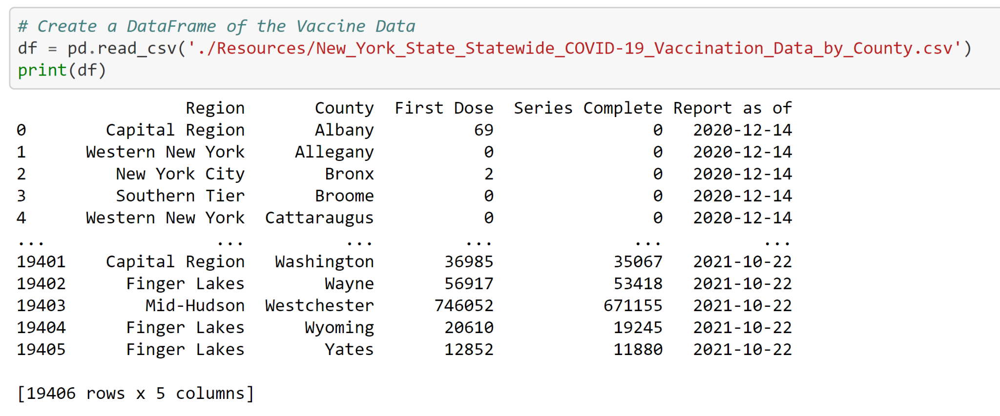 # Create a DataFrame of the Vaccine Data
df = pd.read_csv('./Resources/New_York_State_Statewide_COVID-19_Vaccination_Data_by_County.csv')
print(df)
Region County First Dose Series Complete Report as of
0 Capital Region Albany 69 0 2020-12-14
1 Western New York Allegany 0 0 2020-12-14
2 New York City Bronx 2 0 2020-12-14
3 Southern Tier Broome 0 0 2020-12-14
4 Western New York Cattaraugus 0 0 2020-12-14
... ... ... ... ... ...
19401 Capital Region Washington 36985 35067 2021-10-22
19402 Finger Lakes Wayne 56917 53418 2021-10-22
19403 Mid-Hudson Westchester 746052 671155 2021-10-22
19404 Finger Lakes Wyoming 20610 19245 2021-10-22
19405 Finger Lakes Yates 12852 11880 2021-10-22
[19406 rows x 5 columns]